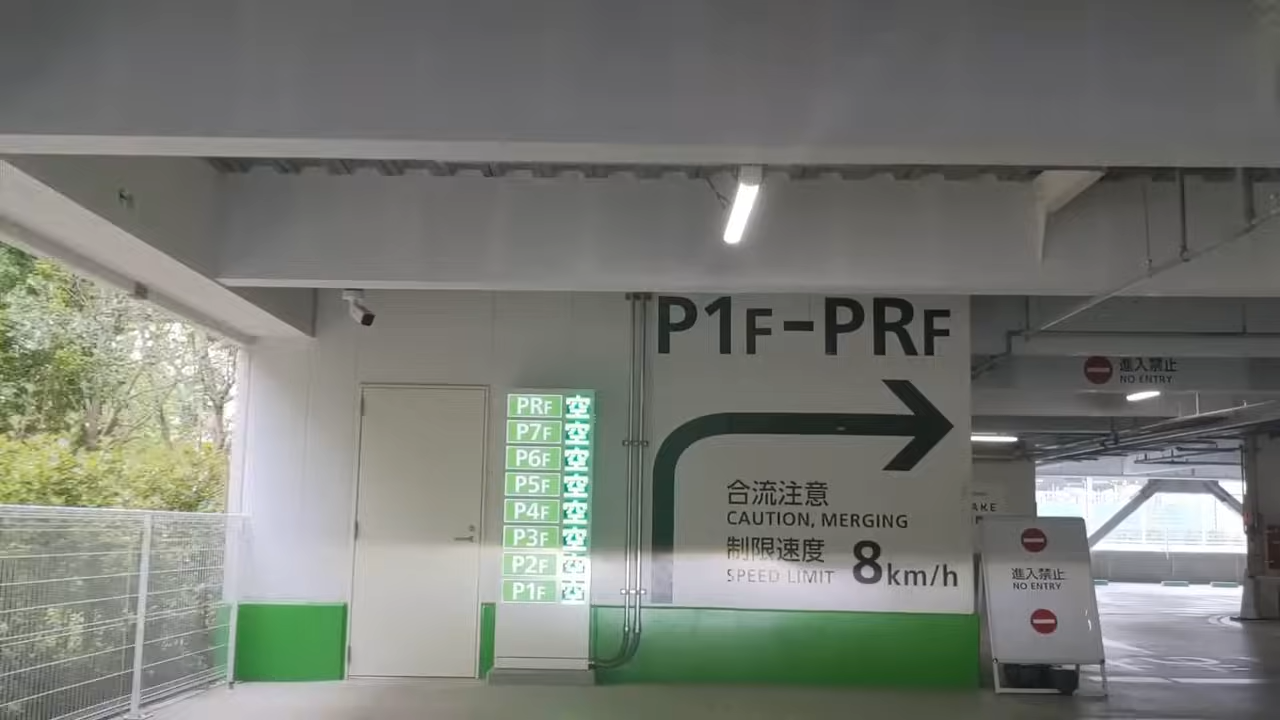 P1F-PRF
進入禁止
NO ENTRY
PRF 空
P7F 空
P6F 空
P5F 空
P4F 空
P3F 空
P2F 空
P1F 空
合流注意
CAUTION, MERGING
制限速度 8km/h
SPEED LIMIT
進入禁止
NO ENTRY